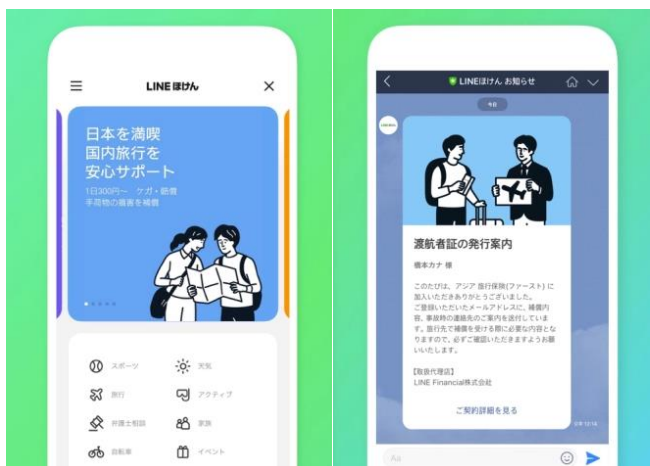 LINE ほけん
日本を満喫
国内旅行を
安心サポート
1日300円〜 ケガ・賠償
手荷物の損害を補償
スポーツ
天気
旅行
アクティブ
弁護士相談
家族
自転車
イベント
LINEほけん お知らせ
今日
渡航者証の発行案内
橋本カナ 様
このたびは、アジア 旅行保険(ファースト) に
加入いただきありがとうございました。
ご登録いただいたメールアドレスに、補償内
容、事故時の連絡先のご案内を送付していま
す。旅行先で補償を受ける際に必要な内容とな
りますので、必ずご確認いただきますようお願
いいたします。
【取扱代理店】
LINE Financial株式会社
ご契約詳細を見る
午後 12:14
Aa